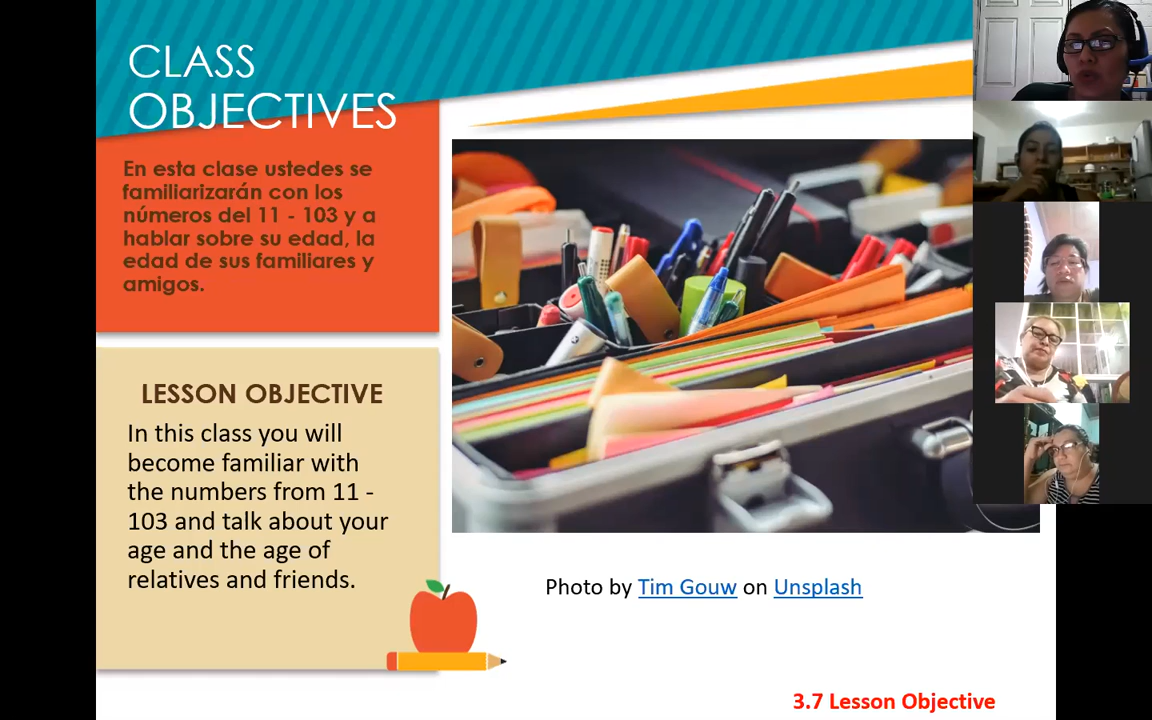 CLASS
OBJECTIVES
En esta clase ustedes se
familiarizarán con los
números del 11 - 103 y a
hablar sobre su edad, la
edad de sus familiares y
amigos.
LESSON OBJECTIVE
In this class you will
become familiar with
the numbers from 11 -
103 and talk about your
age and the age of
relatives and friends.
Photo by Tim Gouw on Unsplash
3.7 Lesson Objective